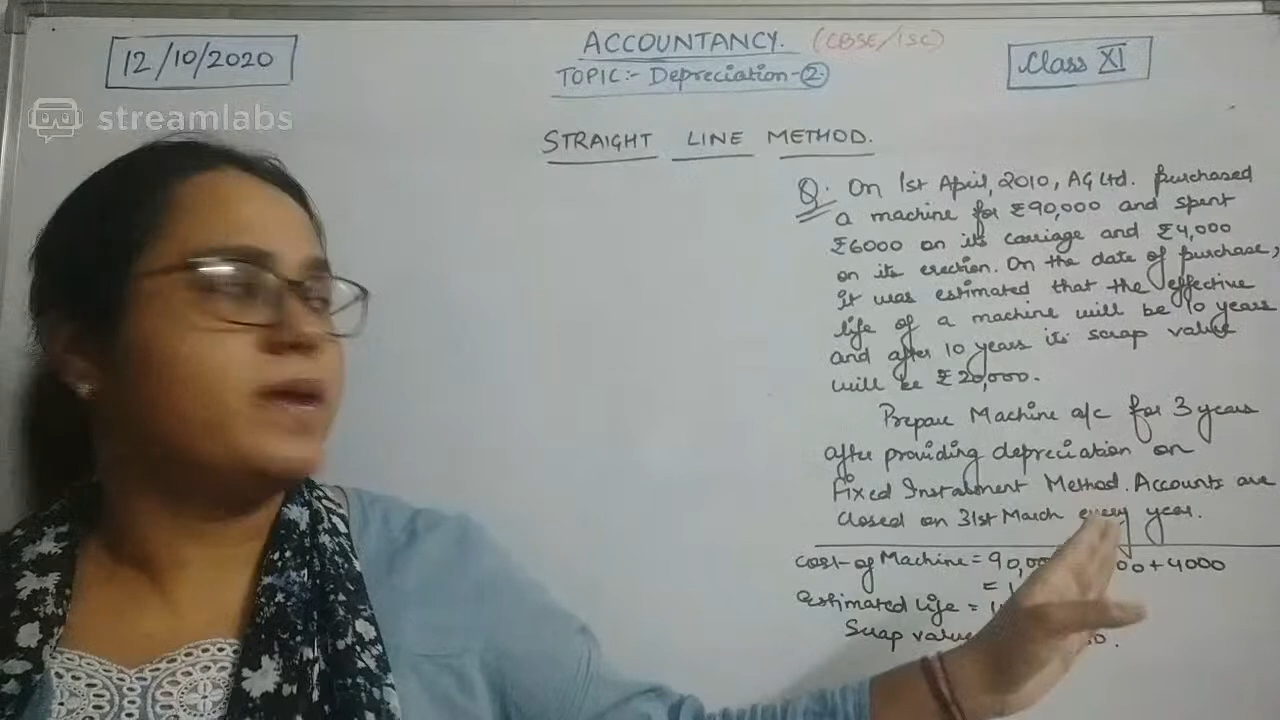 12/10/2020
ACCOUNTANCY. (CBSE/ISC)
TOPIC:- Depreciation-②
Class XI
streamlabs
STRAIGHT LINE METHOD.
Q. On 1st April, 2010, AG Ltd. purchased
a machine for ₹90,000 and spent
₹6000 on its carriage and ₹4,000
on its erection. On the date of purchase,
it was estimated that the effective
life of a machine will be 10 years
and after 10 years its scrap value
will be ₹20,000.
Prepare Machine a/c for 3 years
after providing depreciation on
Fixed Instalment Method. Accounts are
closed on 31st March every year.
Cost of Machine = 90,00 00+4000
=
Estimated life =
Scrap value